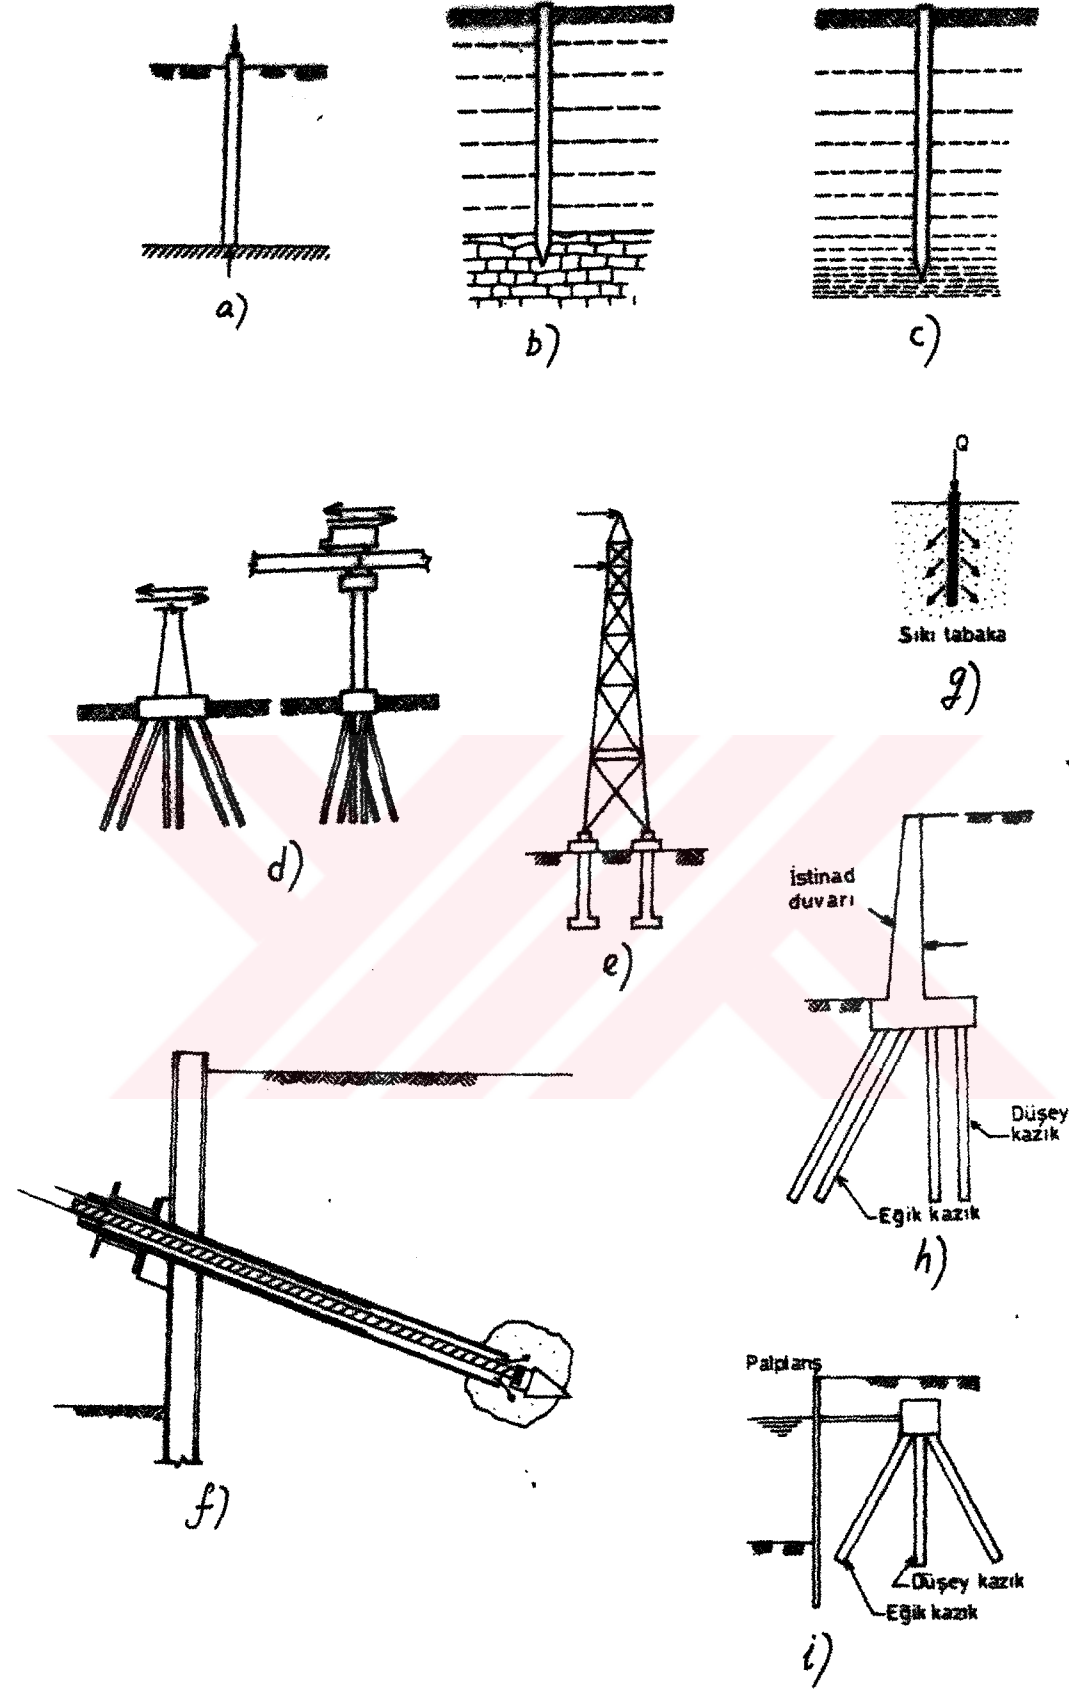 a)
b)
c)
Q
Sıkı tabaka
g)
d)
e)
İstinad
duvarı
Düşey
kazık
Eğik kazık
h)
f)
Palplanş
Düşey kazık
Eğik kazık
i)